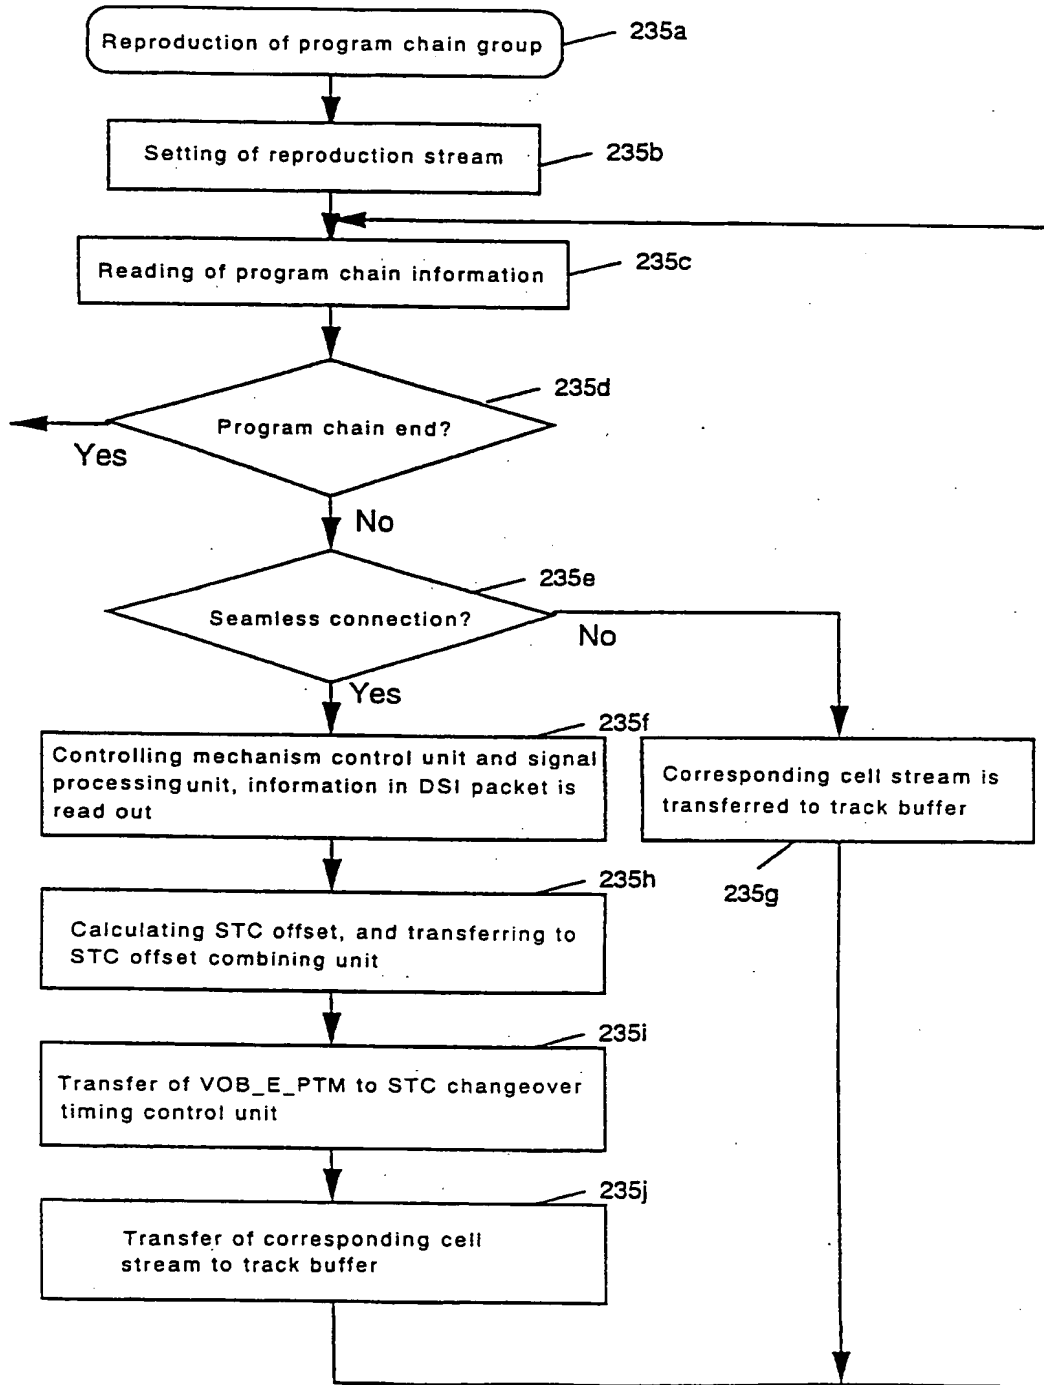 Reproduction of program chain group
235a
Setting of reproduction stream
235b
Reading of program chain information
235c
Program chain end?
235d
Yes
No
Seamless connection?
235e
No
Yes
235f
Controlling mechanism control unit and signal
processing unit, information in DSI packet is
read out
Corresponding cell stream is
transferred to track buffer
235g
235h
Calculating STC offset, and transferring to
STC offset combining unit
235i
Transfer of VOB_E_PTM to STC changeover
timing control unit
235j
Transfer of corresponding cell
stream to track buffer